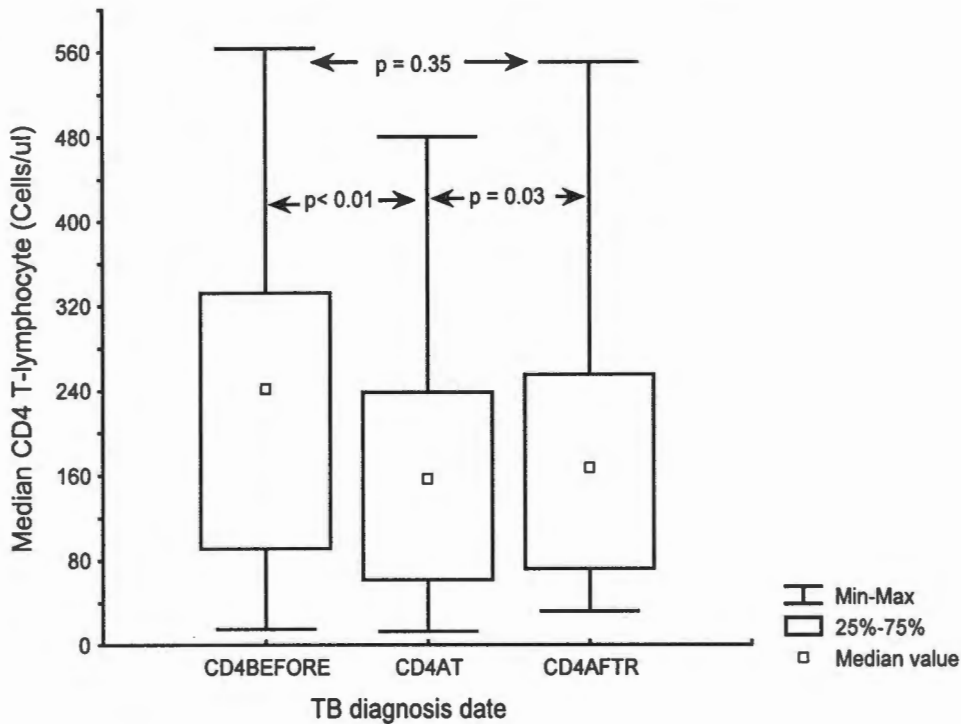 Median CD4 T-lymphocyte (Cells/ul)
560
480
400
320
240
160
80
0
p = 0.35
p< 0.01
p = 0.03
CD4BEFORE
CD4AT
CD4AFTR
TB diagnosis date
Min-Max
25%-75%
Median value